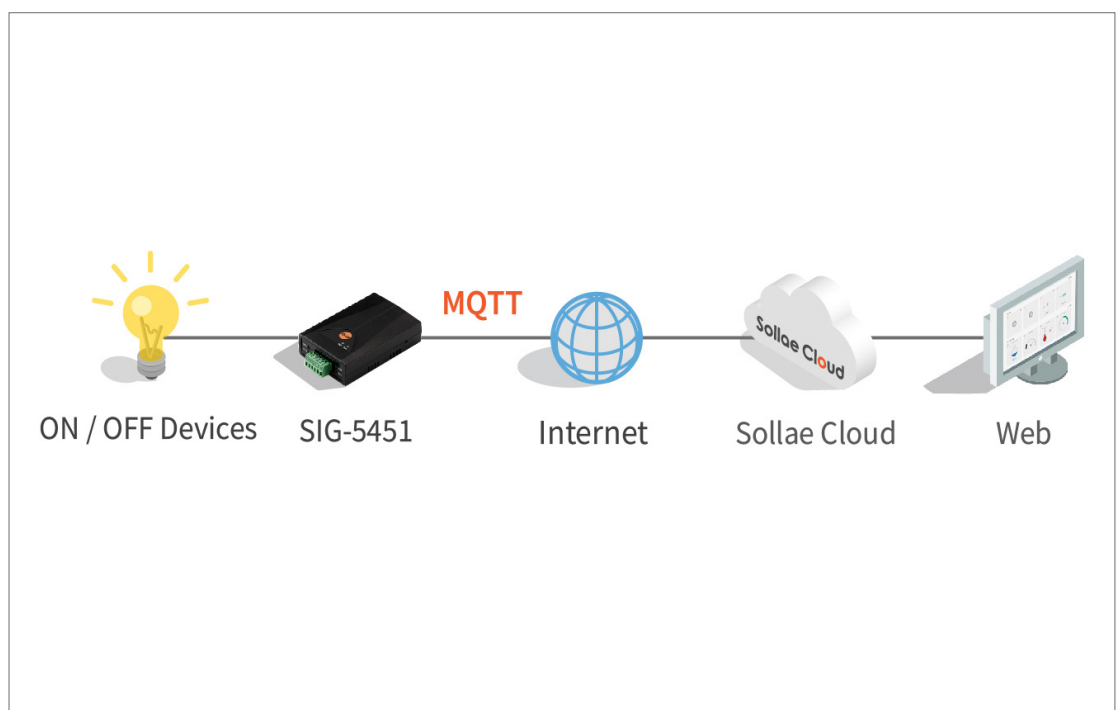 MQTT
Sollae Cloud
ON / OFF Devices
SIG-5451
Internet
Sollae Cloud
Web